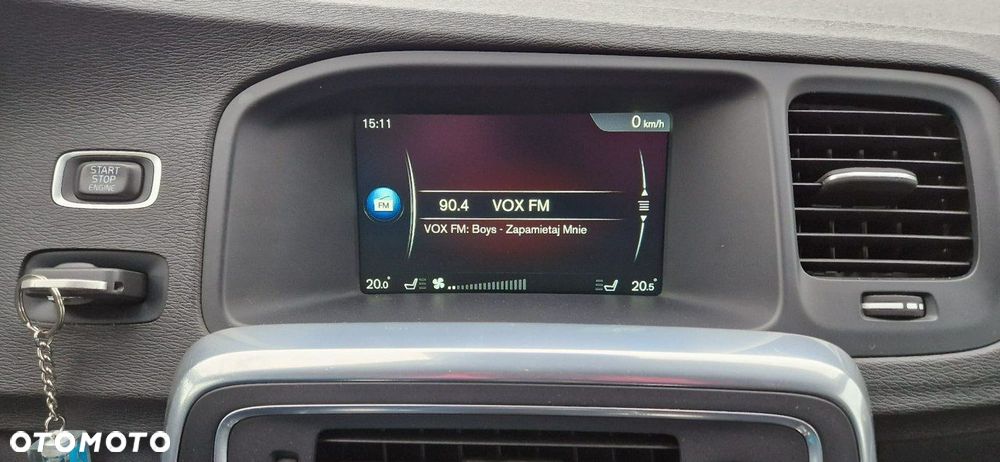 15:11
0 km/h
START
STOP
ENGINE
FM
90.4 VOX FM
VOX FM: Boys - Zapamietaj Mnie
20.0
20.5
OTOMOTO